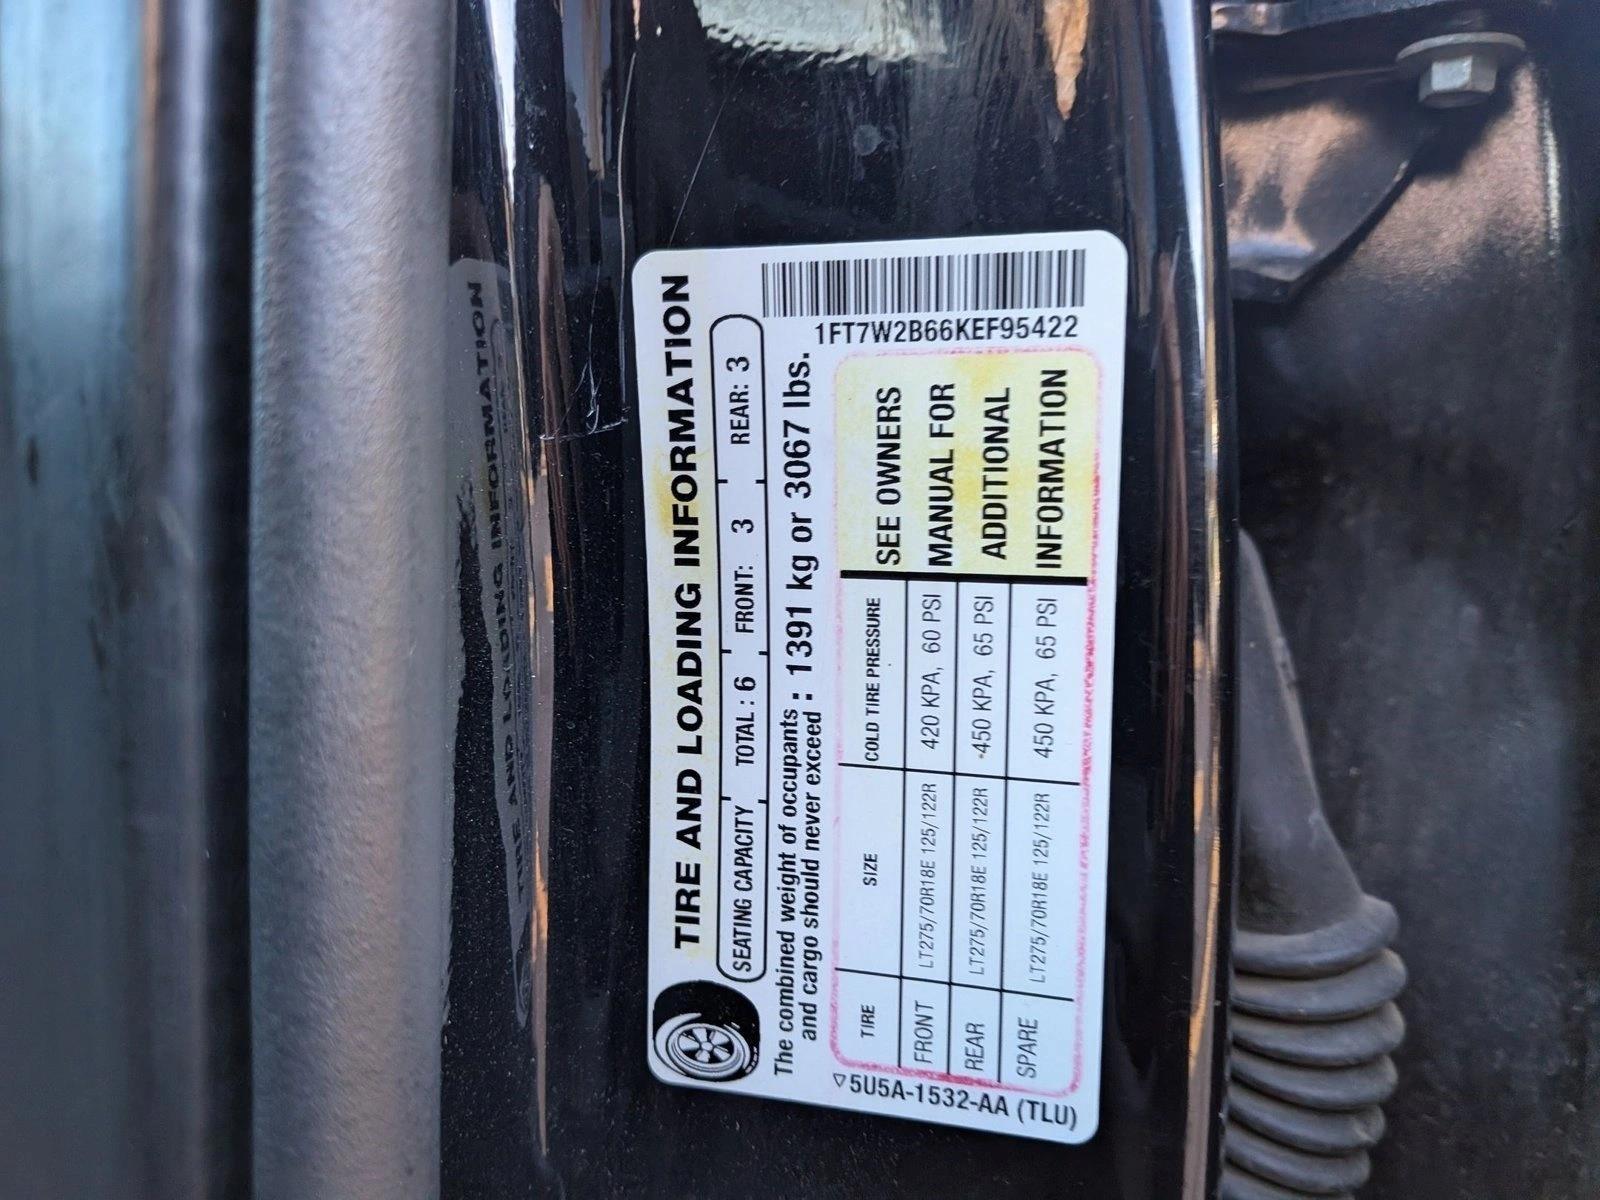 TIRE AND LOADING INFORMATION
SEATING CAPACITY TOTAL : 6 FRONT: 3 REAR: 3
The combined weight of occupants : 1391 kg or 3067 lbs.
and cargo should never exceed :
1FT7W2B66KEF95422
TIRE SIZE COLD TIRE PRESSURE
FRONT LT275/70R18E 125/122R 420 KPA, 60 PSI
REAR LT275/70R18E 125/122R 450 KPA, 65 PSI
SPARE LT275/70R18E 125/122R 450 KPA, 65 PSI
SEE OWNERS
MANUAL FOR
ADDITIONAL
INFORMATION
5U5A-1532-AA (TLU)
TIRE AND LOADING INFORMATION